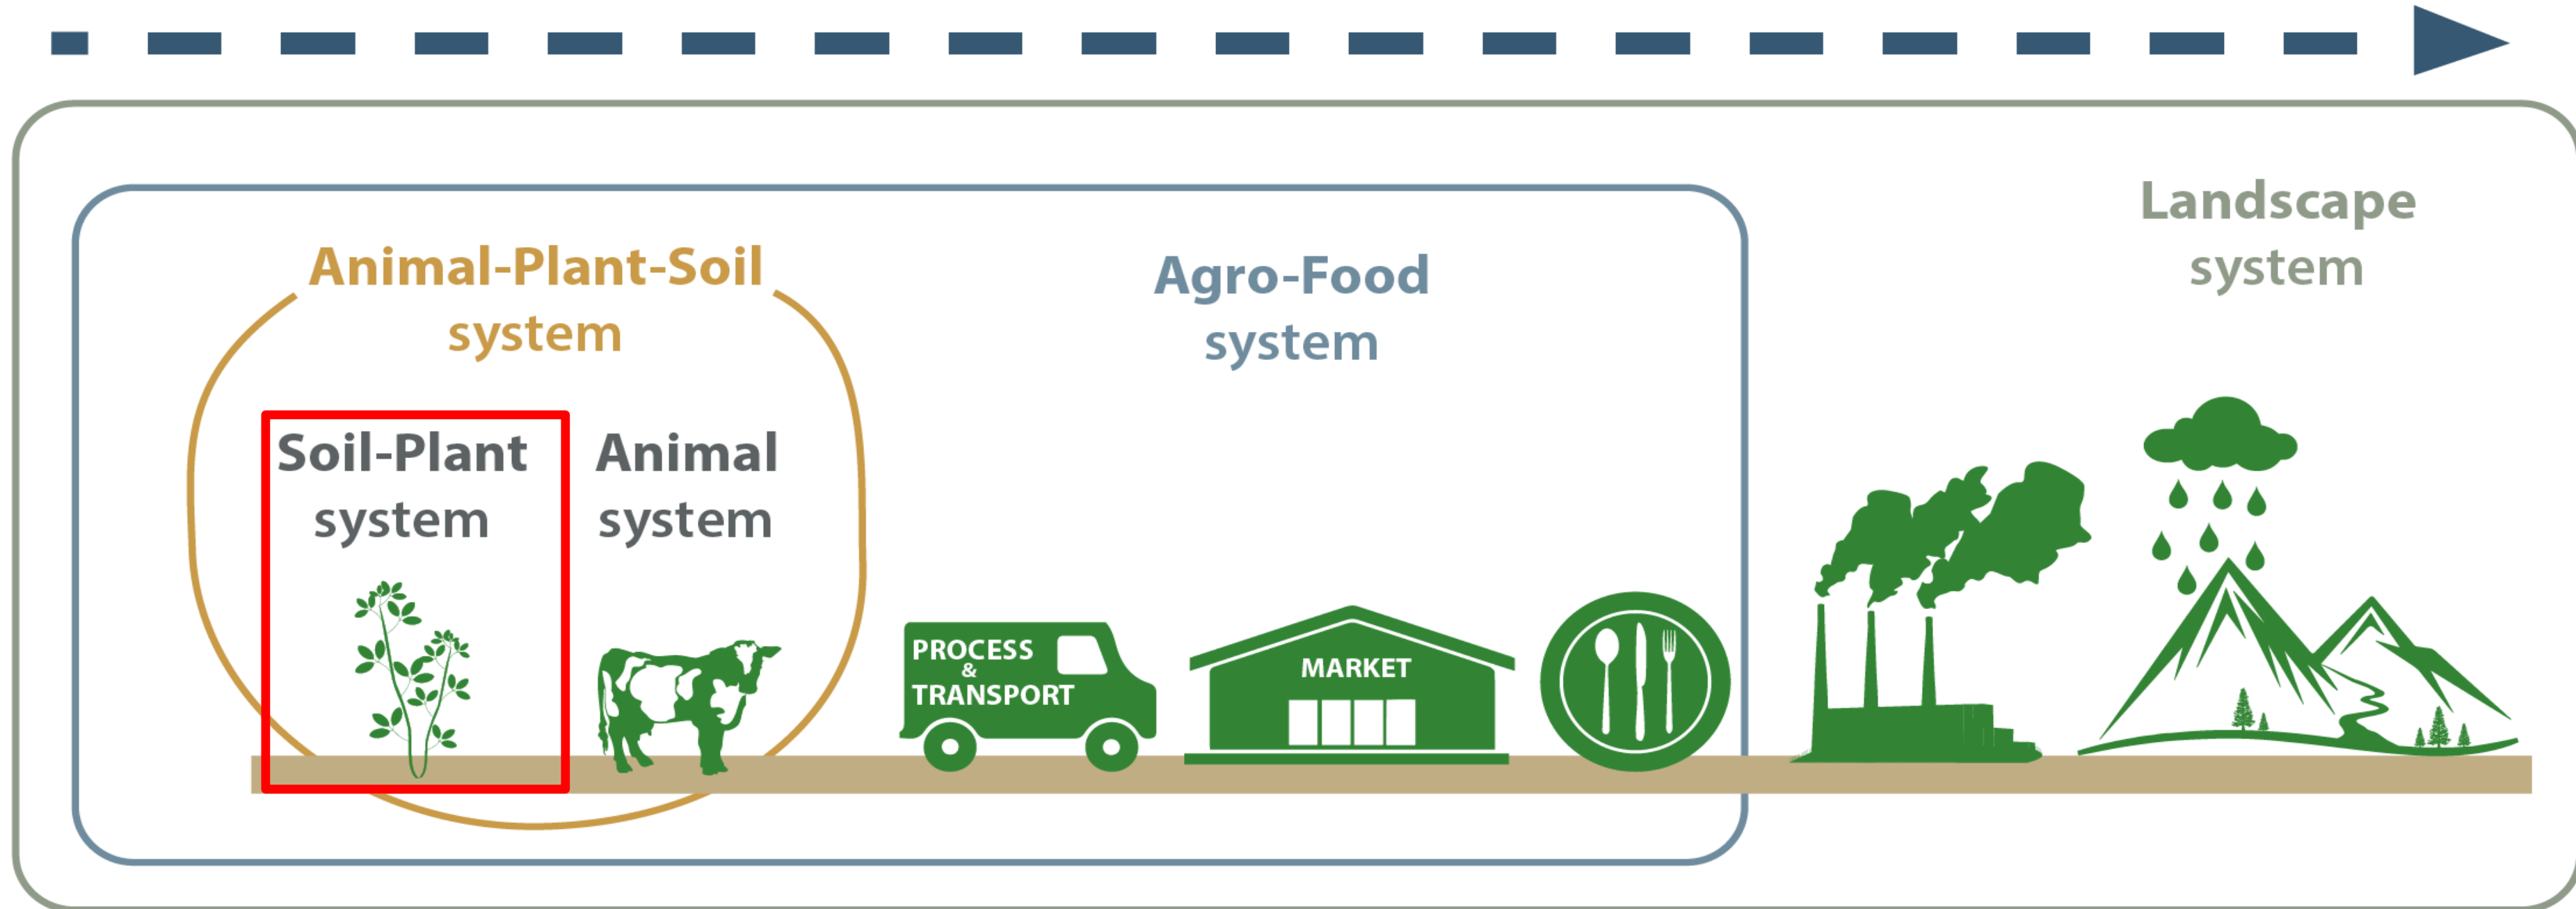 Landscape
system
Animal-Plant-Soil
system
Agro-Food
system
Soil-Plant
system
Animal
system
PROCESS
&
TRANSPORT
MARKET